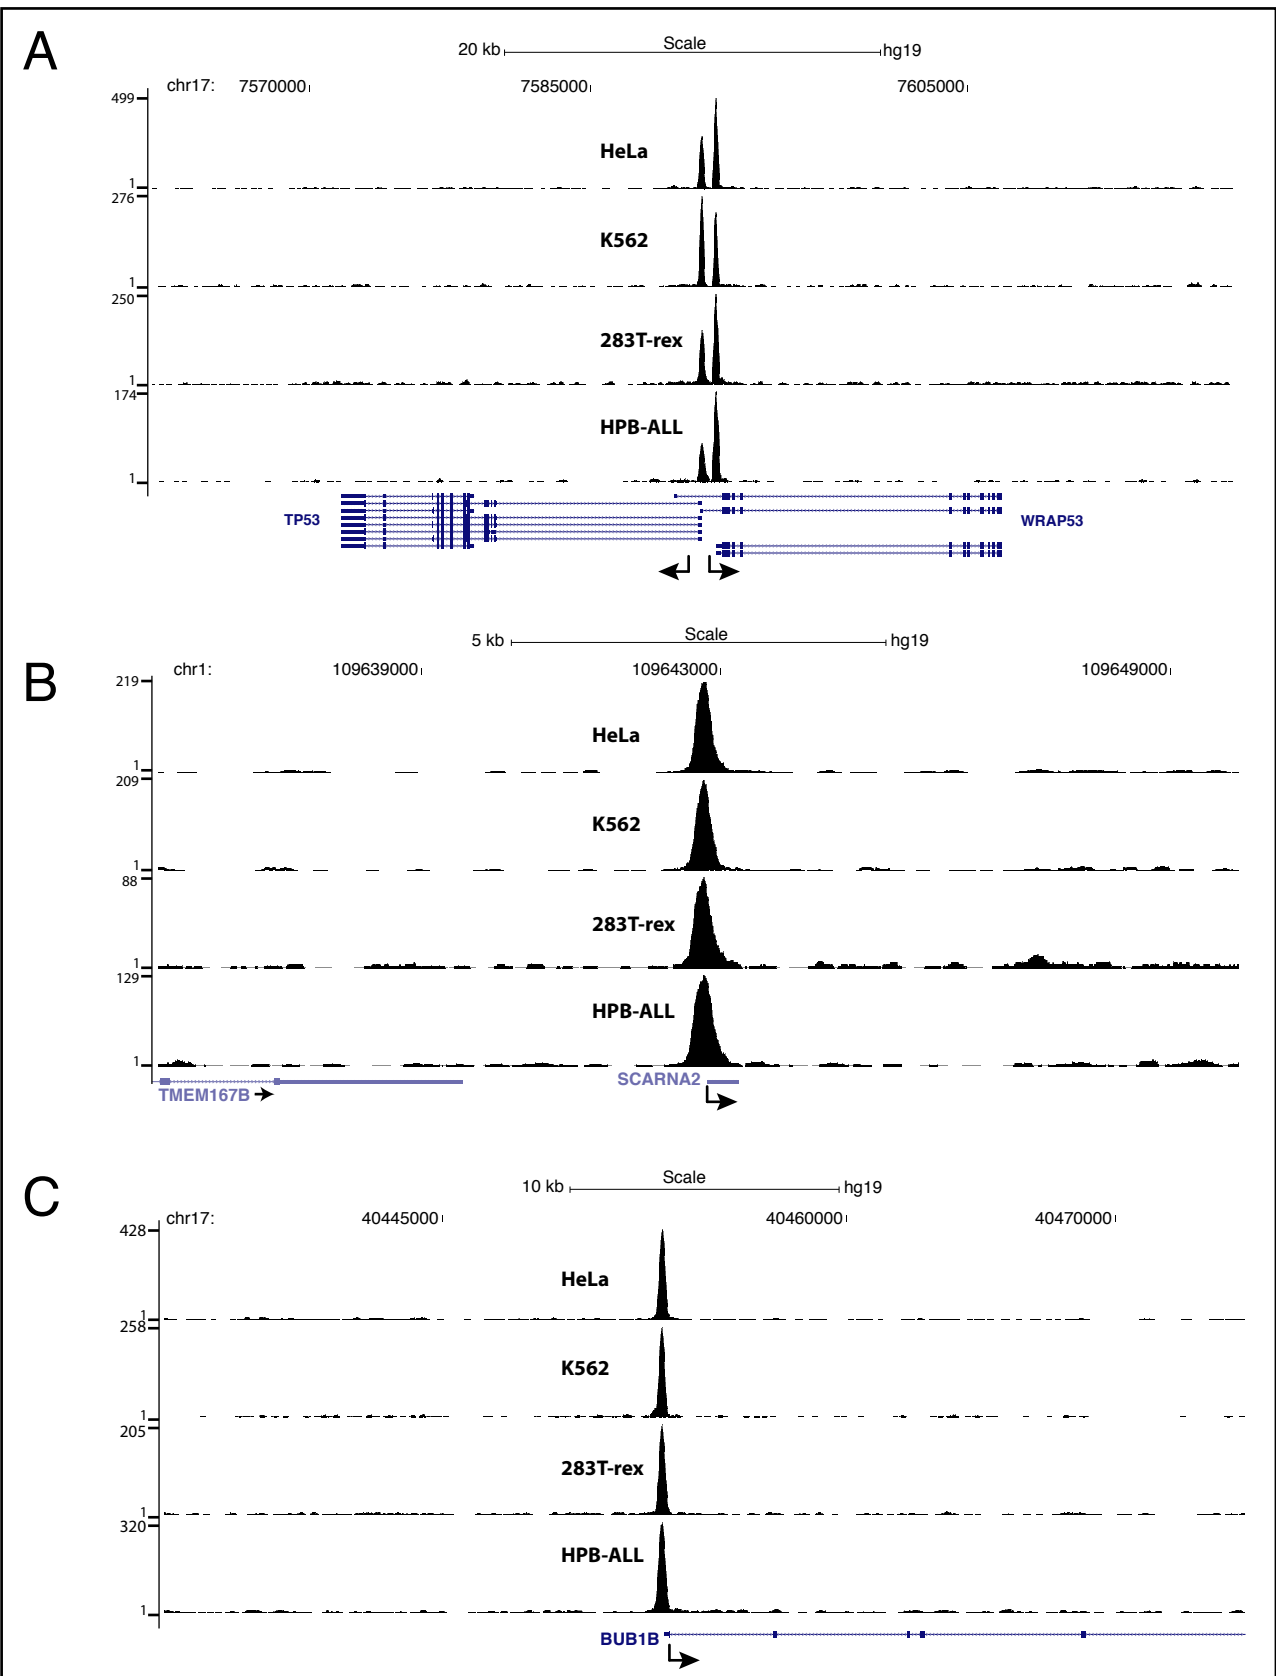 A
20 kb Scale hg19
chr17: 7570000 7585000 7605000
499
HeLa
1
276
K562
1
250
283T-rex
1
174
HPB-ALL
1
TP53 WRAP53
5 kb Scale hg19
B
chr1: 109639000 109643000 109649000
219
HeLa
1
209
K562
1
88
283T-rex
1
129
HPB-ALL
1
SCARNA2
TMEM167B
C
10 kb Scale hg19
chr17: 40445000 40460000 40470000
428
HeLa
1
258
K562
1
205
283T-rex
1
320
HPB-ALL
1
BUB1B